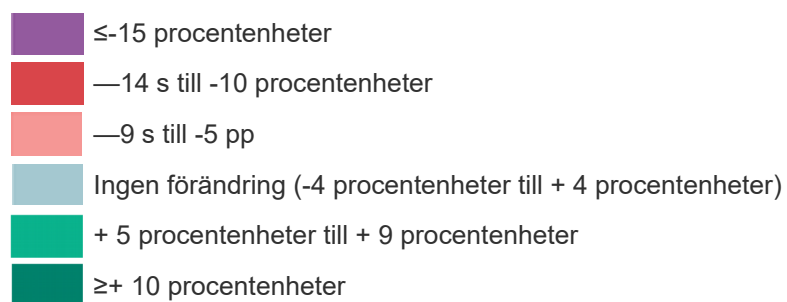 ≤-15 procentenheter
—14 s till -10 procentenheter
—9 s till -5 pp
Ingen förändring (-4 procentenheter till + 4 procentenheter)
+ 5 procentenheter till + 9 procentenheter
≥+ 10 procentenheter